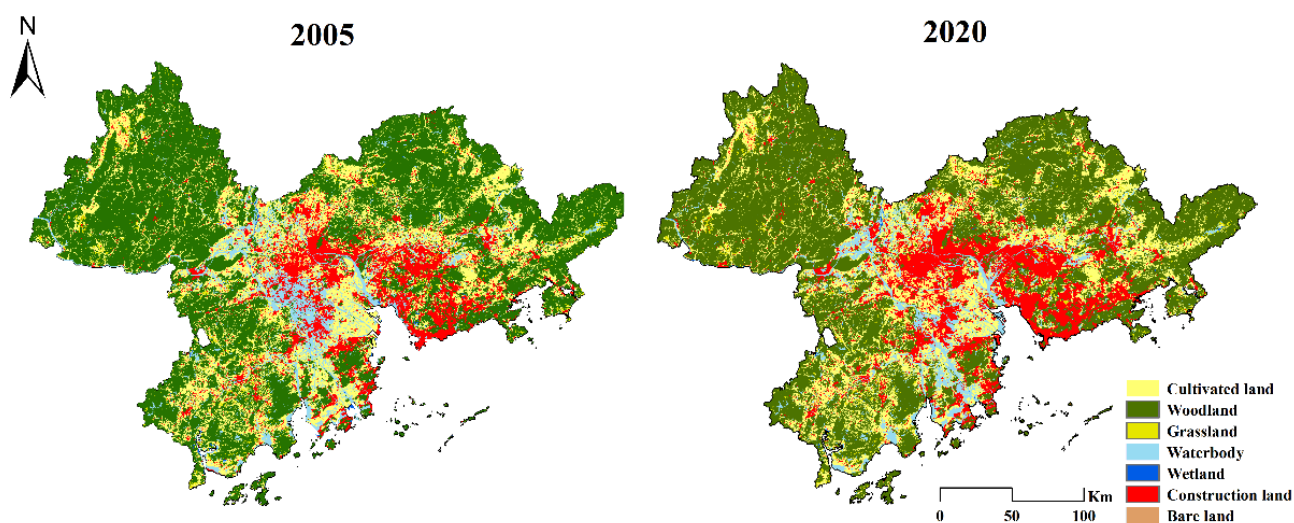 N
2005
2020
Cultivated land
Woodland
Grassland
Waterbody
Wetland
Construction land
Bare land
Km
0 50 100